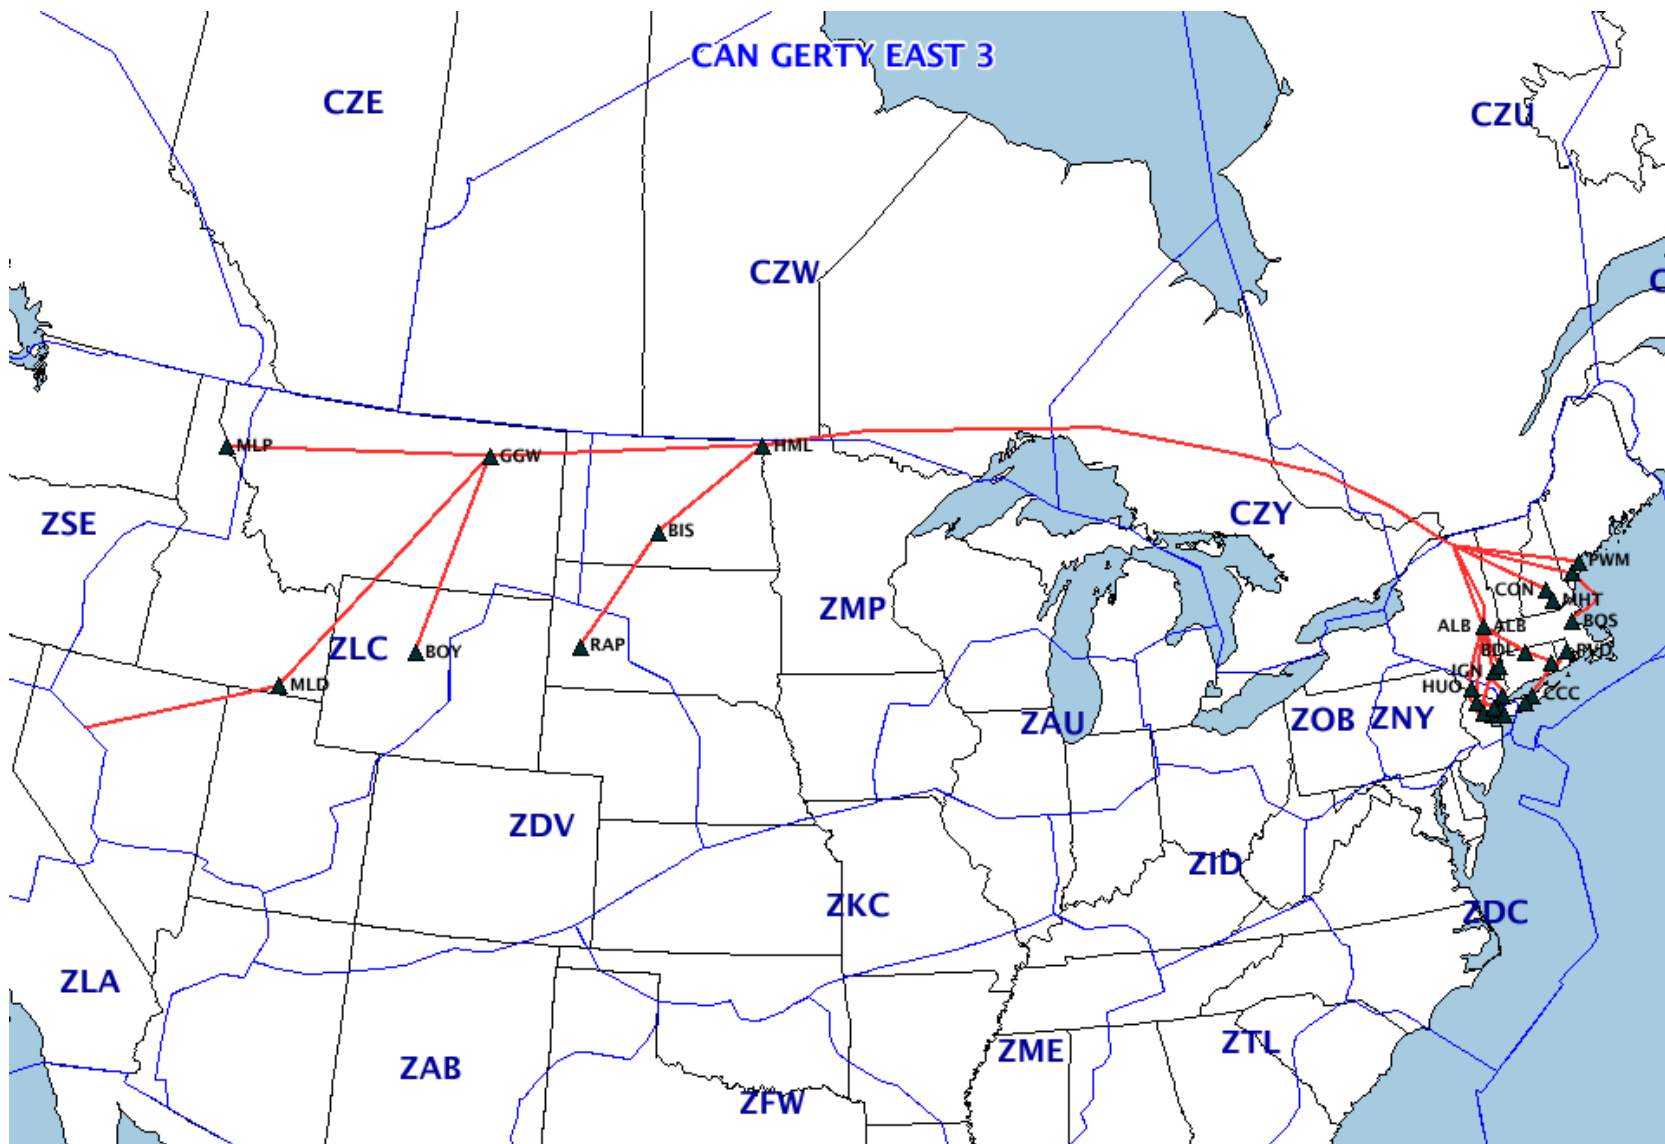 CAN GERTY EAST 3
CZE
CZU
CZW
C
MLP
GGW
HML
ZSE
BIS
CZY
PWM
CON
MHT
ZMP
BOS
ALB
ALB
ZLC
BOY
RAP
BDL
PVD
IGN
MLD
HUO
CCC
ZAU
ZOB
ZNY
ZDV
ZID
ZKC
ZDC
ZLA
ZME
ZTL
ZAB
ZFW